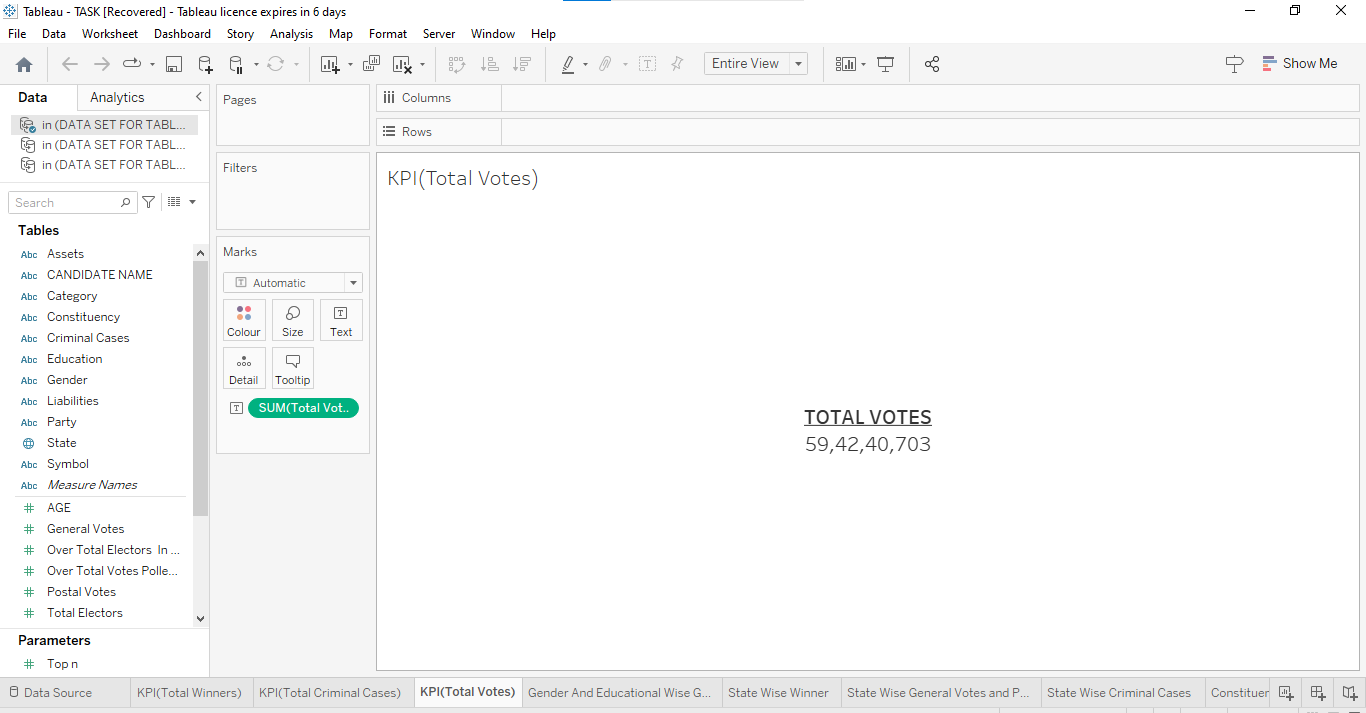 Tableau - TASK [Recovered] - Tableau licence expires in 6 days
File Data Worksheet Dashboard Story Analysis Map Format Server Window Help
Entire View
Show Me
Data Analytics
in (DATA SET FOR TABL...
in (DATA SET FOR TABL...
in (DATA SET FOR TABL...
Search
Tables
Abc Assets
Abc CANDIDATE NAME
Abc Category
Abc Constituency
Abc Criminal Cases
Abc Education
Abc Gender
Abc Liabilities
Abc Party
State
Abc Symbol
Abc Measure Names
# AGE
# General Votes
# Over Total Electors In ...
# Over Total Votes Polle...
# Postal Votes
# Total Electors
Parameters
# Top n
Pages
Filters
Marks
T Automatic
Colour Size Text
Detail Tooltip
SUM(Total Vot..
Columns
Rows
KPI(Total Votes)
TOTAL VOTES
59,42,40,703
Data Source KPI(Total Winners) KPI(Total Criminal Cases) KPI(Total Votes) Gender And Educational Wise G... State Wise Winner State Wise General Votes and P... State Wise Criminal Cases Constituer